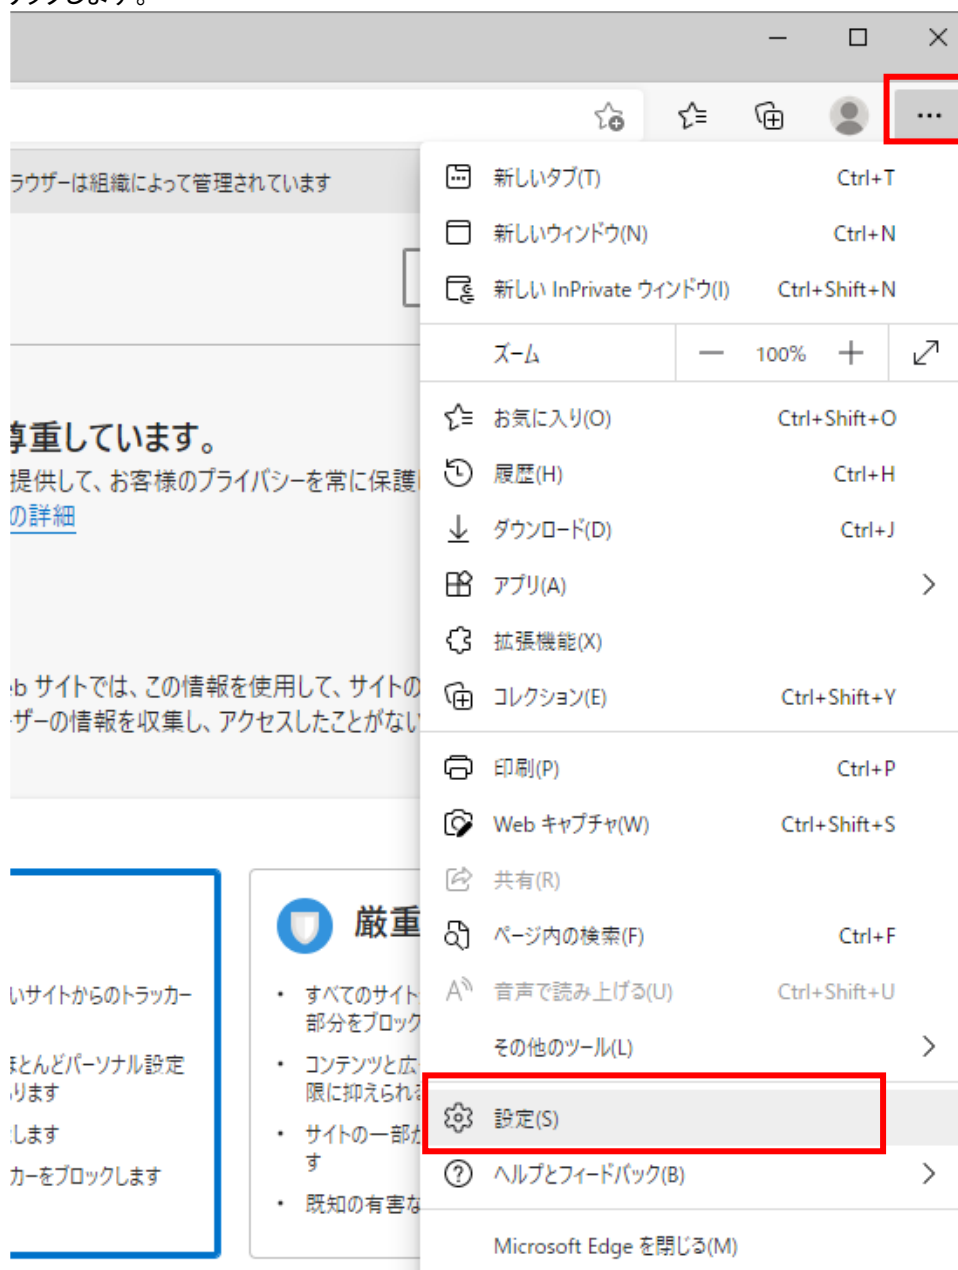 リックします。
ラウザーは組織によって管理されています
新しいタブ(T) Ctrl+T
新しいウィンドウ(N) Ctrl+N
新しい InPrivate ウィンドウ(I) Ctrl+Shift+N
ズーム 100%
お気に入り(O) Ctrl+Shift+O
尊重しています。
履歴(H) Ctrl+H
提供して、お客様のプライバシーを常に保護
の詳細
ダウンロード(D) Ctrl+J
アプリ(A)
拡張機能(X)
eb サイトでは、この情報を使用して、サイトの
コレクション(E) Ctrl+Shift+Y
ーザーの情報を収集し、アクセスしたことがない
印刷(P) Ctrl+P
Web キャプチャ(W) Ctrl+Shift+S
共有(R)
厳重
ページ内の検索(F) Ctrl+F
いサイトからのトラッカー
すべてのサイト
部分をブロック
音声で読み上げる(U) Ctrl+Shift+U
その他のツール(L)
ほとんどパーソナル設定
ります
コンテンツと広
限に抑えられ
設定(S)
します
サイトの一部が
す
カーをブロックします
ヘルプとフィードバック(B)
既知の有害な
Microsoft Edge を閉じる(M)